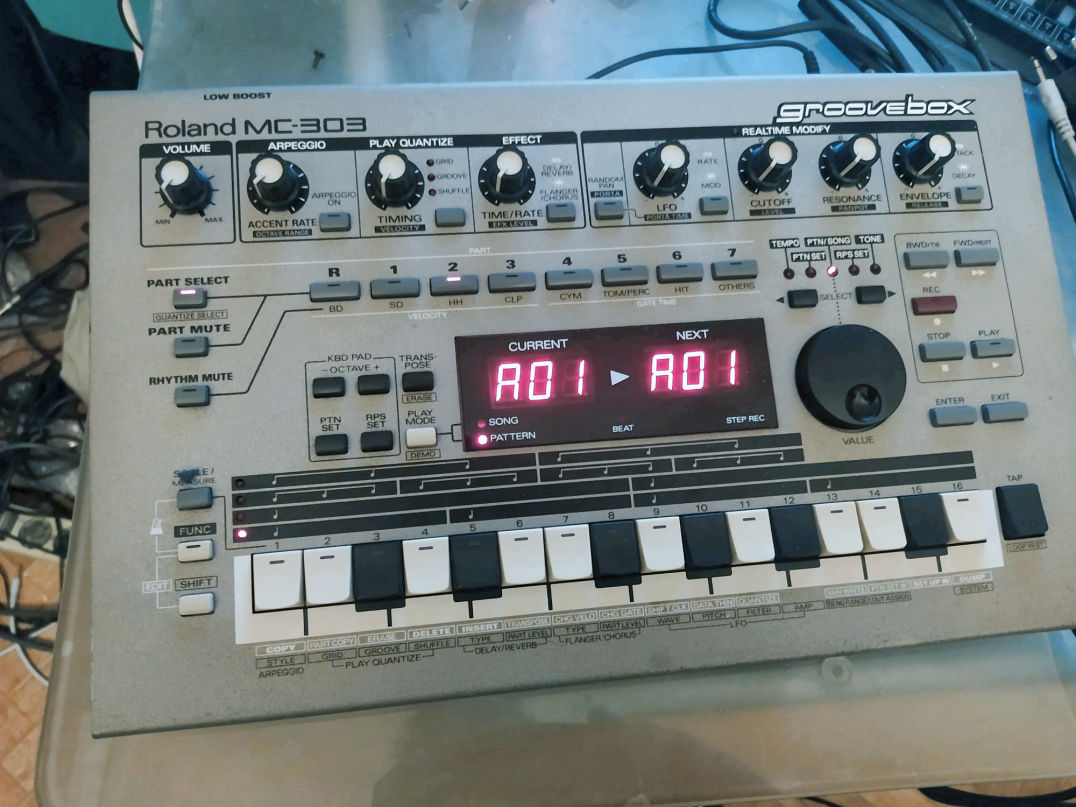 LOW BOOST
Roland MC-303
groovebox
VOLUME
ARPEGGIO
PLAY QUANTIZE
EFFECT
REALTIME MODIFY
GRID
GROOVE
SHUFFLE
DELAY/
REVERB
FLANGER
/CHORUS
RANDOM
PAN
PORTA
RATE
MOD
DECAY
ARPEGGIO
ON
MIN
MAX
ACCENT RATE
OCTAVE RANGE
TIMING
VELOCITY
TIME/RATE
EFX LEVEL
LFO
PORTA TIME
CUTOFF
LEVEL
RESONANCE
PANPOT
ENVELOPE
RELEASE
PART
TEMPO
PTN/SONG
TONE
PTN SET
RPS SET
SELECT
BWD/TIE
FWD/REST
REC
STOP
PLAY
ENTER
EXIT
PART SELECT
QUANTIZE SELECT
PART MUTE
RHYTHM MUTE
R 1 2 3 4 5 6 7
BD SD HH CLP CYM TOM/PERC HIT OTHERS
VELOCITY
GATE TIME
KBD PAD
- OCTAVE +
TRANS-
POSE
ERASE
PTN
SET
RPS
SET
PLAY
MODE
DEMO
CURRENT
NEXT
A01
A01
SONG
PATTERN
BEAT
STEP REC
VALUE
MEASURE
FUNC
EDIT
SHIFT
TAP
1 2 3 4 5 6 7 8 9 10 11 12 13 14 15 16
COPY PART COPY ERASE DELETE INSERT TRANSPOSE CHG VELO CHG GATE SHIFT CLK DATA THIN QUANTIZE
SET UP W DUMP
STYLE GRID GROOVE SHUFFLE TYPE PART LEVEL TYPE PART LEVEL WAVE PITCH FILTER AMP
BEND RANGE OUT ASSIGN SYSTEM
ARPEGGIO
PLAY QUANTIZE
DELAY/REVERB
FLANGER/CHORUS
LFO